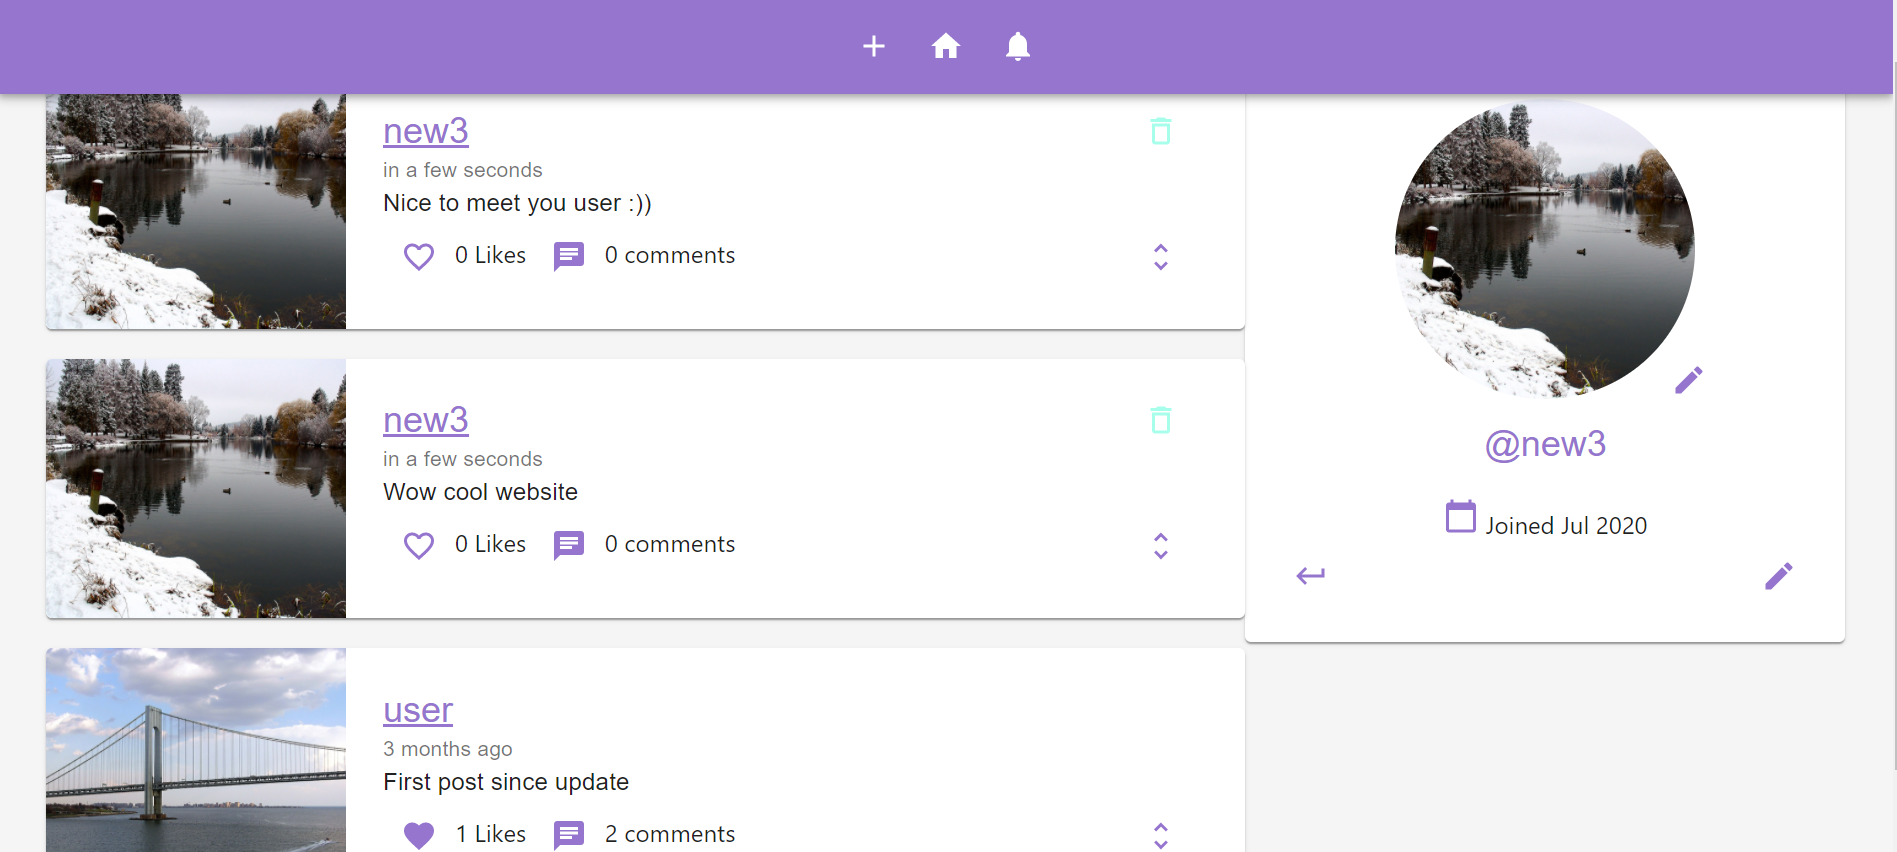 new3
in a few seconds
Nice to meet you user :))
0 Likes 0 comments
new3
in a few seconds
Wow cool website
0 Likes 0 comments
user
3 months ago
First post since update
1 Likes 2 comments
@new3
Joined Jul 2020